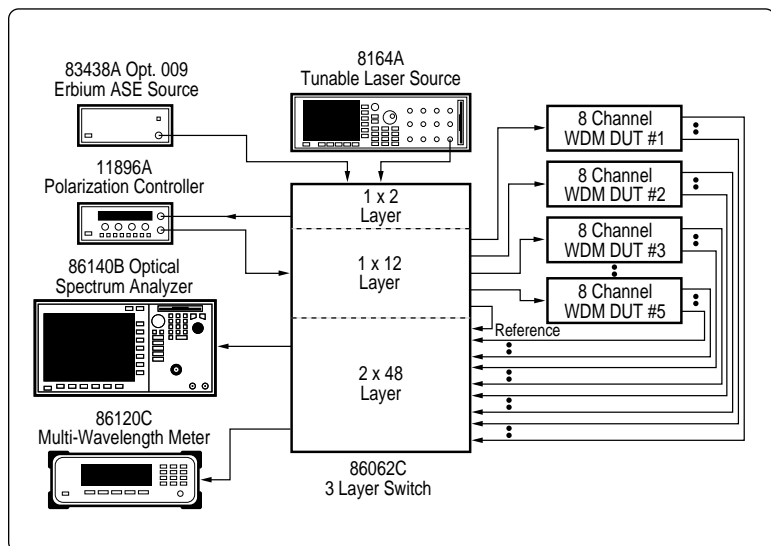 83438A Opt. 009
Erbium ASE Source
8164A
Tunable Laser Source
11896A
Polarization Controller
86140B Optical
Spectrum Analyzer
86120C
Multi-Wavelength Meter
1 x 2
Layer
1 x 12
Layer
2 x 48
Layer
86062C
3 Layer Switch
8 Channel
WDM DUT #1
8 Channel
WDM DUT #2
8 Channel
WDM DUT #3
8 Channel
WDM DUT #5
Reference